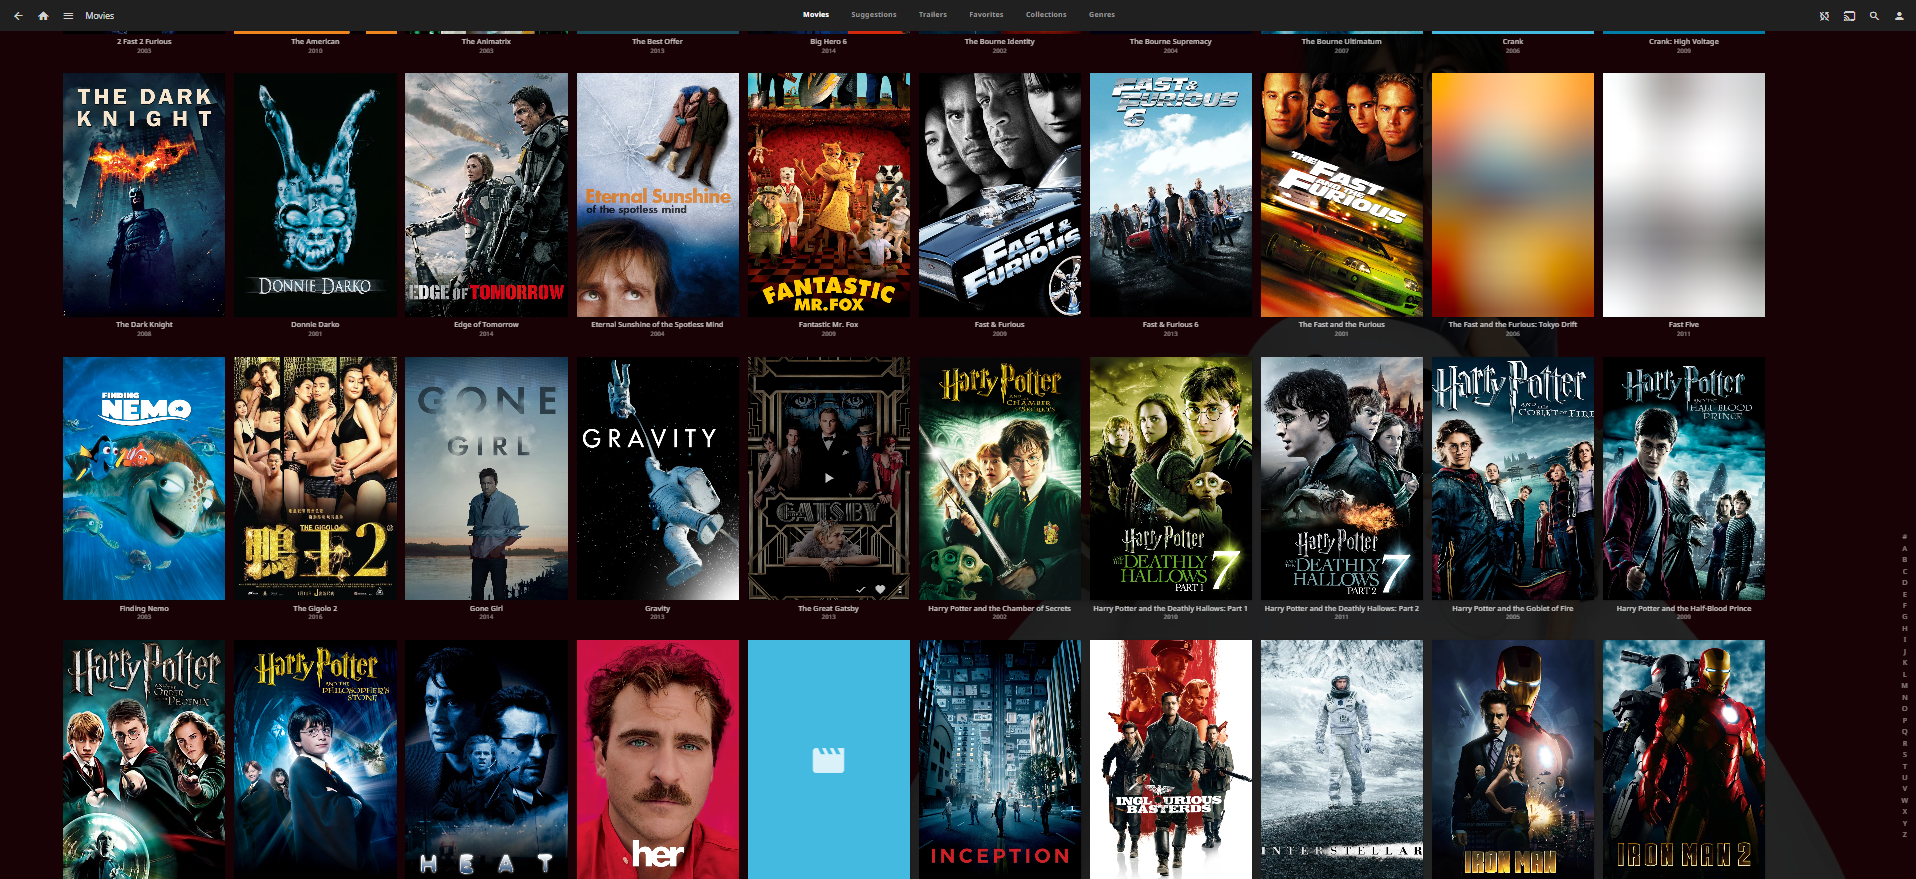 Movies
Movies
Suggestions
Trailers
Favorites
Collections
Genres
2 Fast 2 Furious
2003
The American
2010
The Animatrix
2003
The Best Offer
2013
Big Hero 6
2014
The Bourne Identity
2002
The Bourne Supremacy
2004
The Bourne Ultimatum
2007
Crank
2006
Crank: High Voltage
2009
THE DARK
KNIGHT
DONNIE DARKO
EDGE OF TOMORROW
Eternal Sunshine
of the spotless mind
FANTASTIC
MR. FOX
FAST &
FURIOUS
FAST &
FURIOUS
6
THE
FAST
AND THE
FURIOUS
The Dark Knight
2008
Donnie Darko
2001
Edge of Tomorrow
2014
Eternal Sunshine of the Spotless Mind
2004
Fantastic Mr. Fox
2009
Fast & Furious
2009
Fast & Furious 6
2013
The Fast and the Furious
2001
The Fast and the Furious: Tokyo Drift
2006
Fast Five
2011
FINDING
NEMO
THE GIGOLO
鴨王2
GONE
GIRL
GRAVITY
GATSBY
Harry Potter
AND THE
CHAMBER
OF SECRETS
Harry Potter
AND THE
DEATHLY
HALLOWS
PART 1
7
Harry Potter
AND THE
DEATHLY
HALLOWS
PART 2
7
Harry Potter
AND THE
GOBLET OF FIRE
Harry Potter
AND THE
HALF-BLOOD
PRINCE
Finding Nemo
2003
The Gigolo 2
2016
Gone Girl
2014
Gravity
2013
The Great Gatsby
2013
Harry Potter and the Chamber of Secrets
2002
Harry Potter and the Deathly Hallows: Part 1
2010
Harry Potter and the Deathly Hallows: Part 2
2011
Harry Potter and the Goblet of Fire
2005
Harry Potter and the Half-Blood Prince
2009
Harry Potter
AND THE
ORDER
OF THE
PHOENIX
Harry Potter
AND THE
PHILOSOPHER'S
STONE
HEAT
her
INCEPTION
INGLOURIOUS
BASTERDS
INTERSTELLAR
IRON MAN
IRON MAN 2
#
A
B
C
D
E
F
G
H
I
J
K
L
M
N
O
P
Q
R
S
T
U
V
W
X
Y
Z